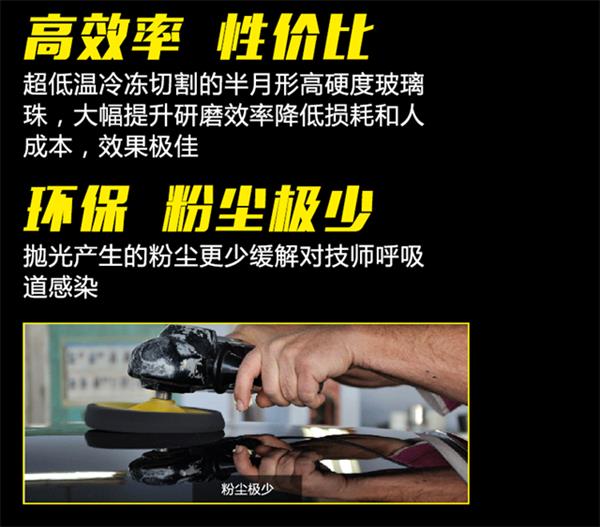 高效率 性价比
超低温冷冻切割的半月形高硬度玻璃
珠，大幅提升研磨效率降低损耗和人
成本，效果极佳
环保 粉尘极少
抛光产生的粉尘更少缓解对技师呼吸
道感染
粉尘极少